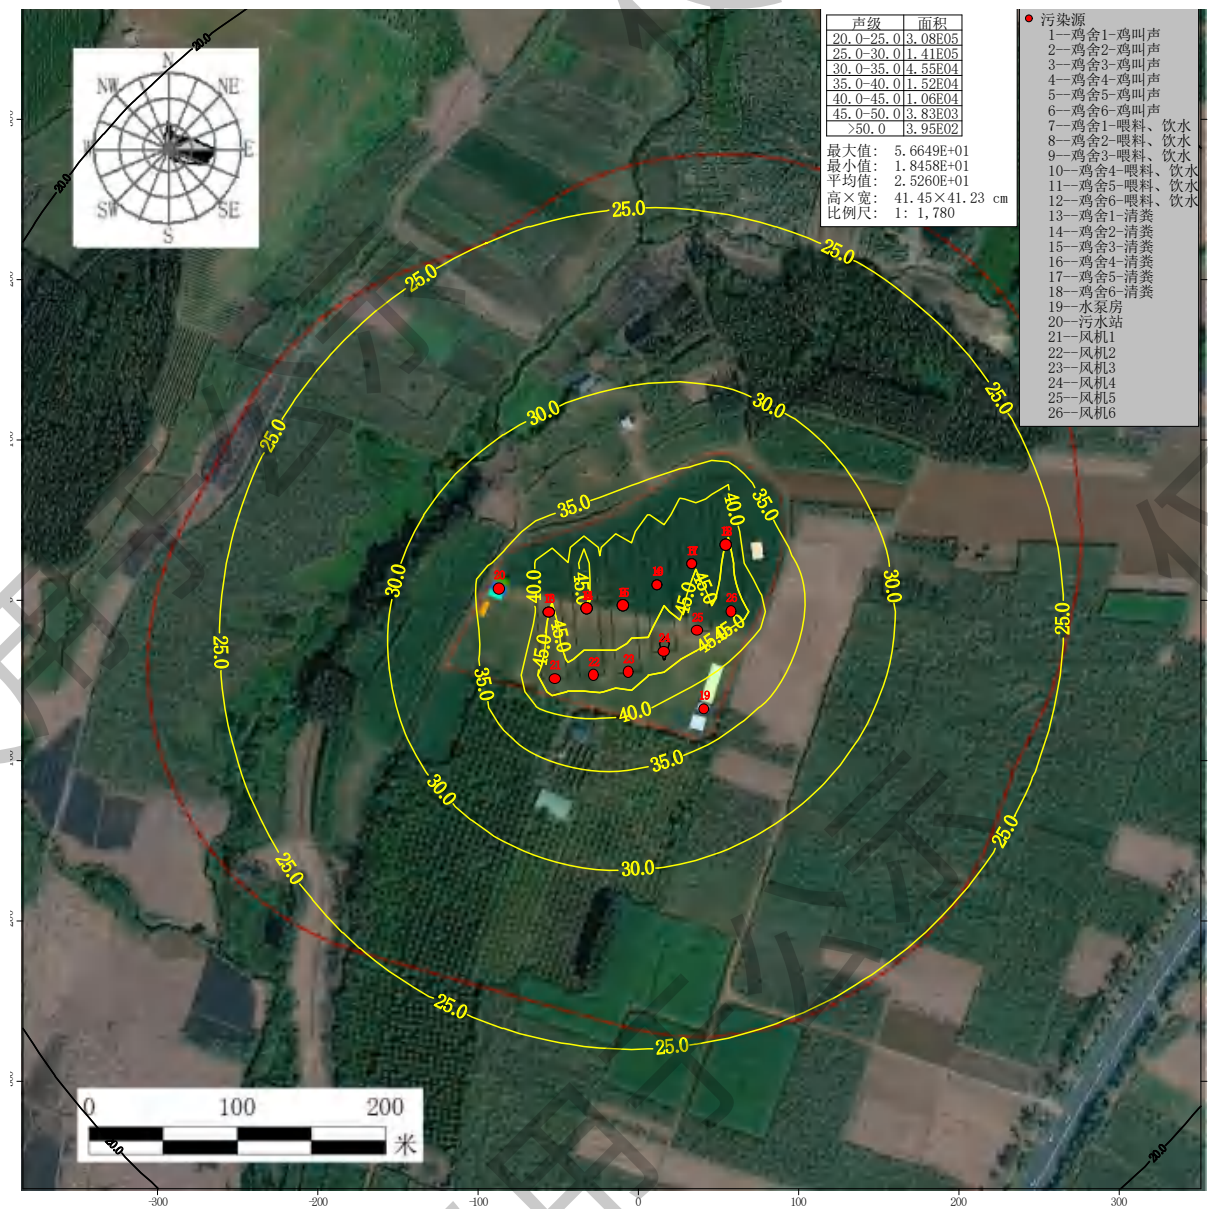 声级 面积
20.0-25.0 3.08E05
25.0-30.0 1.41E05
30.0-35.0 4.55E04
35.0-40.0 1.52E04
40.0-45.0 1.06E04
45.0-50.0 3.83E03
>50.0 3.95E02
最大值: 5.6649E+01
最小值: 1.8458E+01
平均值: 2.5260E+01
高×宽: 41.45×41.23 cm
比例尺: 1: 1,780
污染源
1--鸡舍1-鸡叫声
2--鸡舍2-鸡叫声
3--鸡舍3-鸡叫声
4--鸡舍4-鸡叫声
5--鸡舍5-鸡叫声
6--鸡舍6-鸡叫声
7--鸡舍1-喂料、饮水
8--鸡舍2-喂料、饮水
9--鸡舍3-喂料、饮水
10--鸡舍4-喂料、饮水
11--鸡舍5-喂料、饮水
12--鸡舍6-喂料、饮水
13--鸡舍1-清粪
14--鸡舍2-清粪
15--鸡舍3-清粪
16--鸡舍4-清粪
17--鸡舍5-清粪
18--鸡舍6-清粪
19--水泵房
20--污水站
21--风机1
22--风机2
23--风机3
24--风机4
25--风机5
26--风机6
N
NW NE
E
SW SE
S
20.0
20.0
25.0
25.0
25.0
25.0
25.0
30.0
30.0
35.0
35.0
40.0
30.0
40.0
45.0
45.0
45.0
30.0
25.0
25.0
45.0
45.0
45.0
45.0
35.0
40.0
35.0
30.0
30.0
25.0
25.0
25.0
25.0
20
17
24
21
19
0 100 200
米
20.0
20.0
-300 -200 -100 0 100 200 300